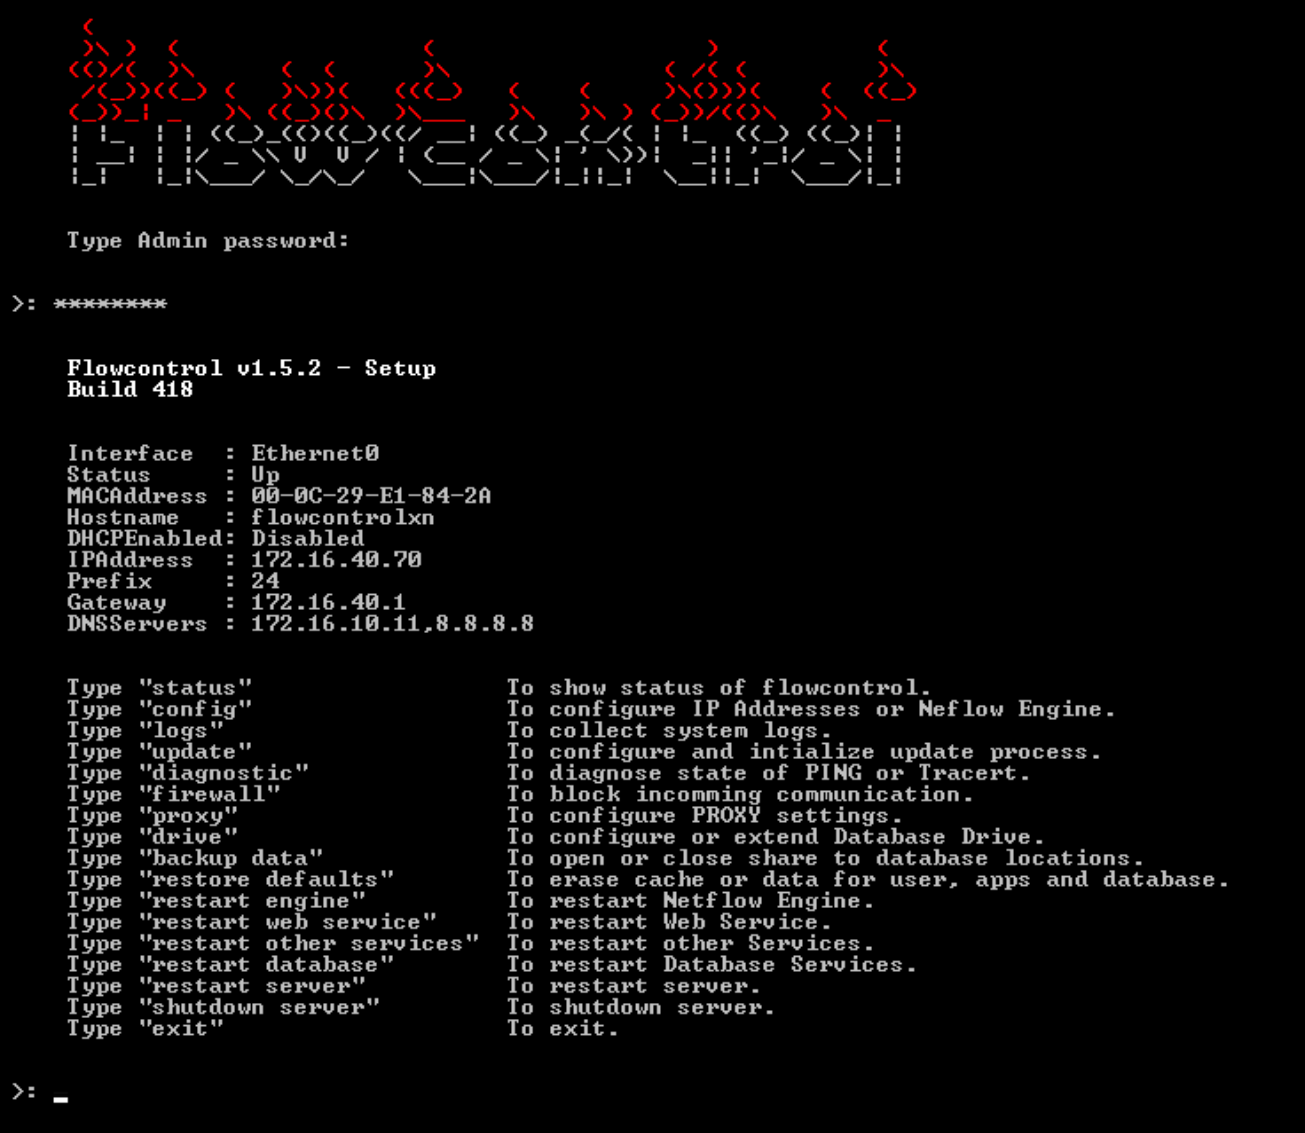 FlowControl
Type Admin password:
>: ********
Flowcontrol v1.5.2 - Setup
Build 418
Interface  : Ethernet0
Status     : Up
MACAddress : 00-0C-29-E1-84-2A
Hostname   : flowcontrolxn
DHCPEnabled: Disabled
IPAddress  : 172.16.40.70
Prefix     : 24
Gateway    : 172.16.40.1
DNSServers : 172.16.10.11,8.8.8.8
Type "status"                  To show status of flowcontrol.
Type "config"                  To configure IP Addresses or Neflow Engine.
Type "logs"                    To collect system logs.
Type "update"                  To configure and intialize update process.
Type "diagnostic"              To diagnose state of PING or Tracert.
Type "firewall"                To block incomming communication.
Type "proxy"                   To configure PROXY settings.
Type "drive"                   To configure or extend Database Drive.
Type "backup data"             To open or close share to database locations.
Type "restore defaults"        To erase cache or data for user, apps and database.
Type "restart engine"          To restart Netflow Engine.
Type "restart web service"     To restart Web Service.
Type "restart other services"  To restart other Services.
Type "restart database"        To restart Database Services.
Type "restart server"          To restart server.
Type "shutdown server"         To shutdown server.
Type "exit"                    To exit.
>: _